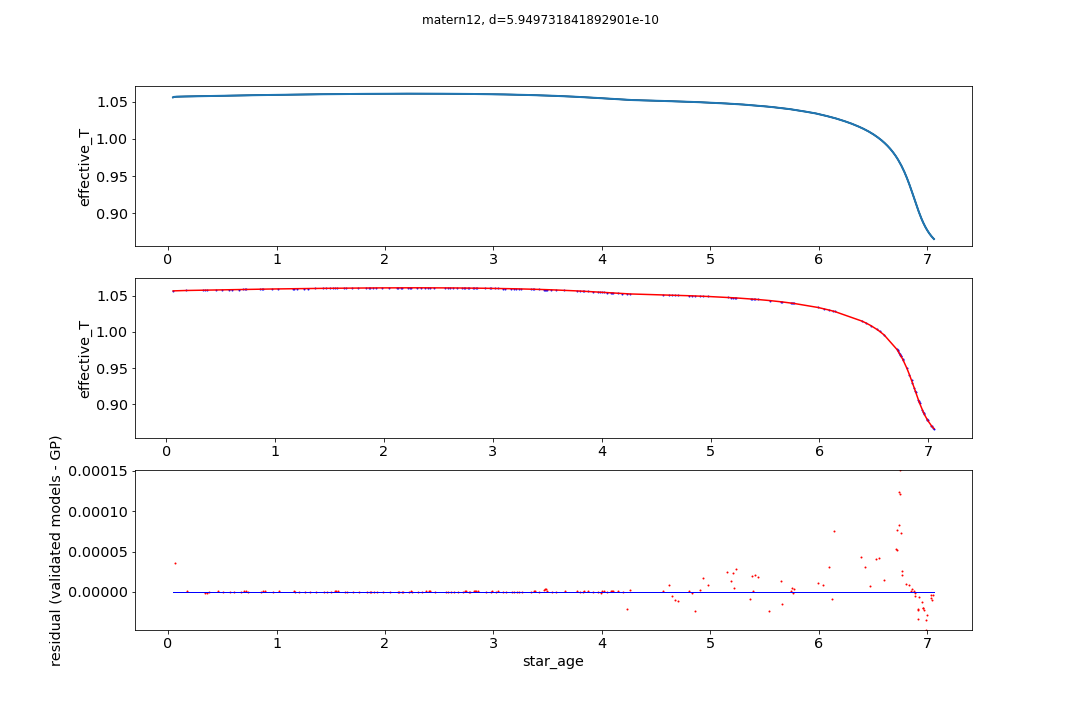 matern12, d=5.949731841892901e-10
effective_T
1.05
1.00
0.95
0.90
0 1 2 3 4 5 6 7
effective_T
1.05
1.00
0.95
0.90
0 1 2 3 4 5 6 7
residual (validated models - GP)
0.00015
0.00010
0.00005
0.00000
0 1 2 3 4 5 6 7
star_age